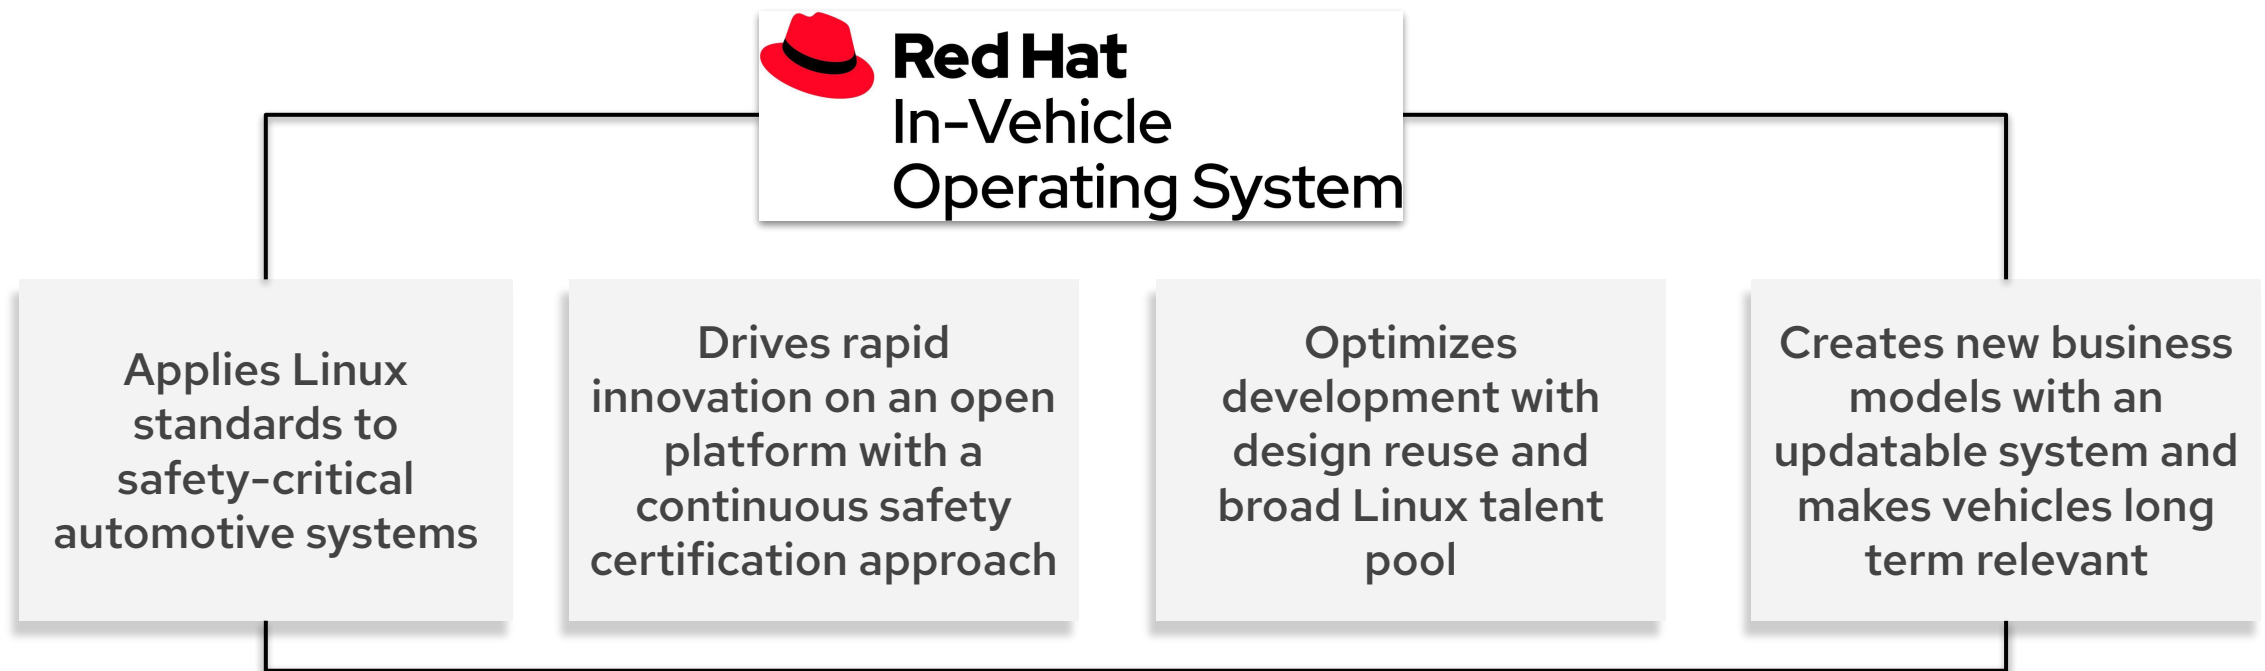 Red Hat
In-Vehicle
Operating System
Applies Linux
standards to
safety-critical
automotive systems
Drives rapid
innovation on an open
platform with a
continuous safety
certification approach
Optimizes
development with
design reuse and
broad Linux talent
pool
Creates new business
models with an
updatable system and
makes vehicles long
term relevant